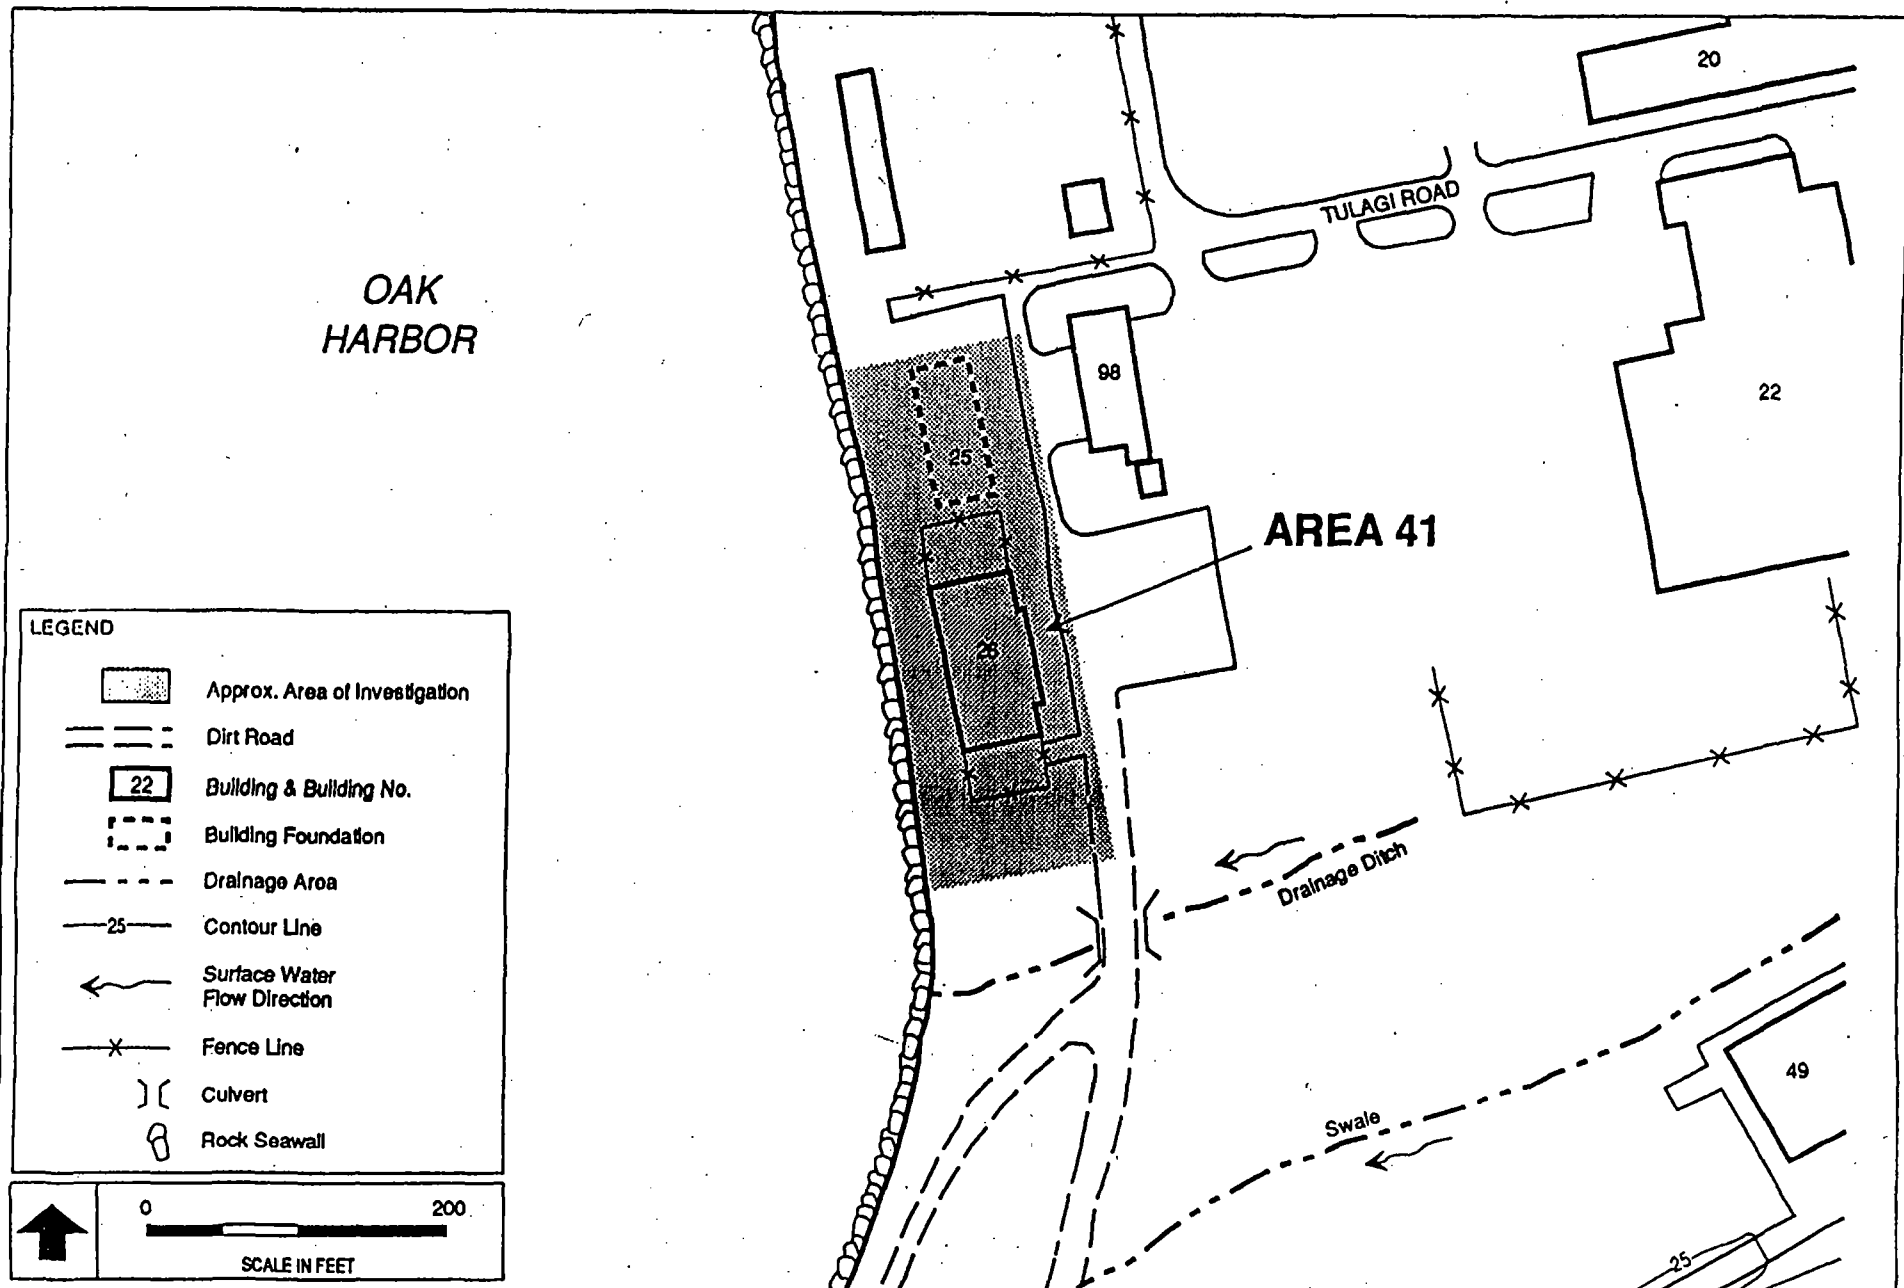 20
TULAGI ROAD
OAK
HARBOR
98
22
25
AREA 41
26
LEGEND
Approx. Area of Investigation
Dirt Road
22
Building & Building No.
Building Foundation
Drainage Area
25
Contour Line
Surface Water
Flow Direction
Fence Line
Culvert
Rock Seawall
Drainage Ditch
49
Swale
0 200
SCALE IN FEET
25